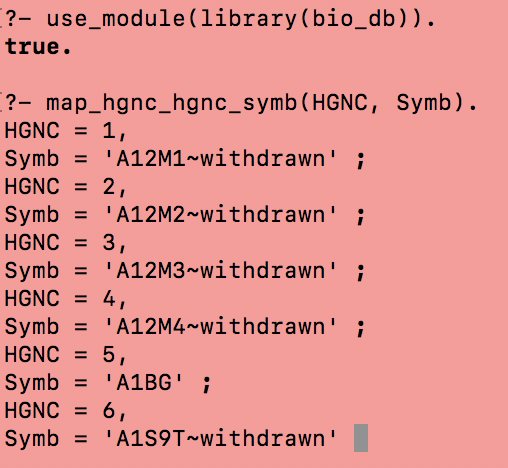 ?- use_module(library(bio_db)).
true.
?- map_hgnc_hgnc_symb(HGNC, Symb).
HGNC = 1,
Symb = 'A12M1~withdrawn' ;
HGNC = 2,
Symb = 'A12M2~withdrawn' ;
HGNC = 3,
Symb = 'A12M3~withdrawn' ;
HGNC = 4,
Symb = 'A12M4~withdrawn' ;
HGNC = 5,
Symb = 'A1BG' ;
HGNC = 6,
Symb = 'A1S9T~withdrawn'